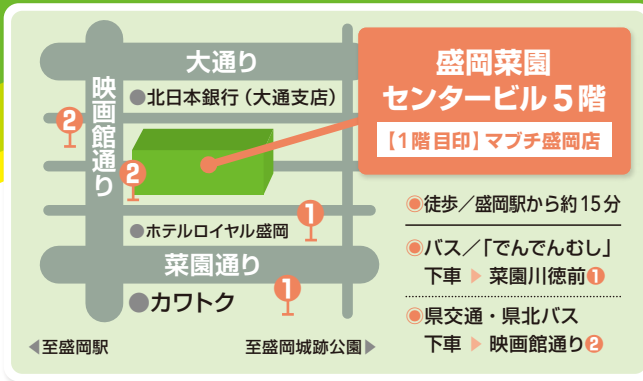 大通り
映画館通り
●北日本銀行（大通支店）
2
2
盛岡菜園
センタービル5階
【1階目印】マブチ盛岡店
1
●ホテルロイヤル盛岡
菜園通り
1
●カワトク
◀至盛岡駅
至盛岡城跡公園▶
◉徒歩／盛岡駅から約15分
◉バス／「でんでんむし」
下車 ▶ 菜園川徳前❶
◉県交通・県北バス
下車 ▶ 映画館通り❷